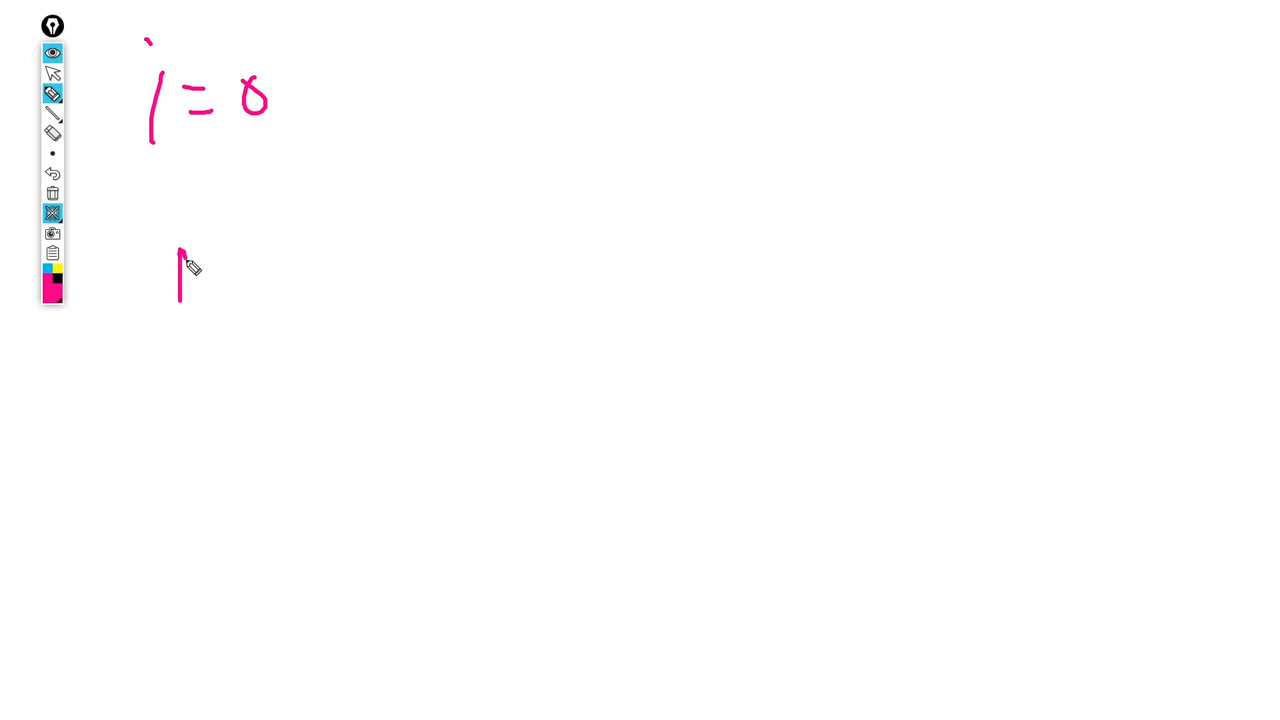 i = 0